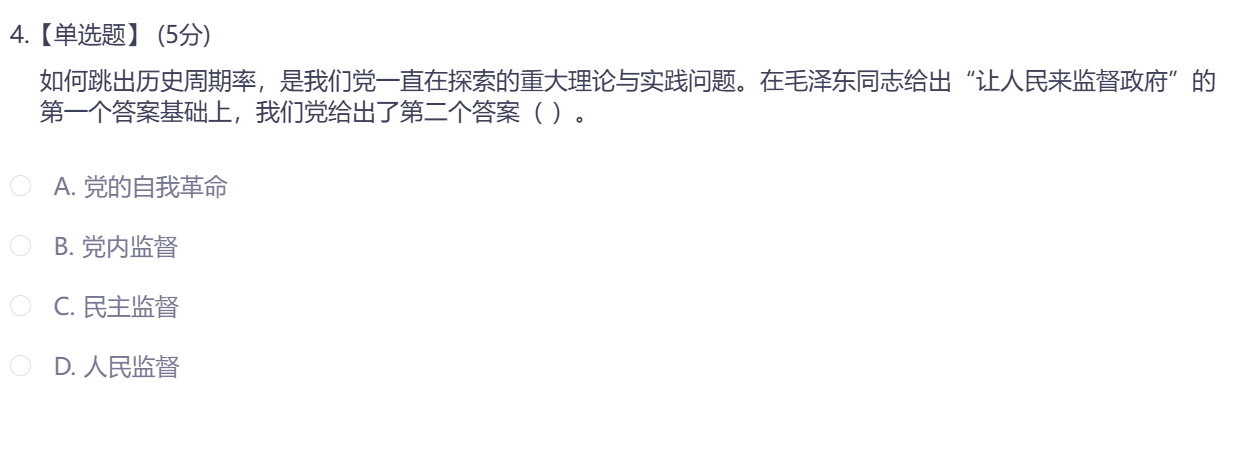 4.【单选题】 (5分)
如何跳出历史周期率，是我们党一直在探索的重大理论与实践问题。在毛泽东同志给出“让人民来监督政府”的
第一个答案基础上，我们党给出了第二个答案（ ）。
A. 党的自我革命
B. 党内监督
C. 民主监督
D. 人民监督